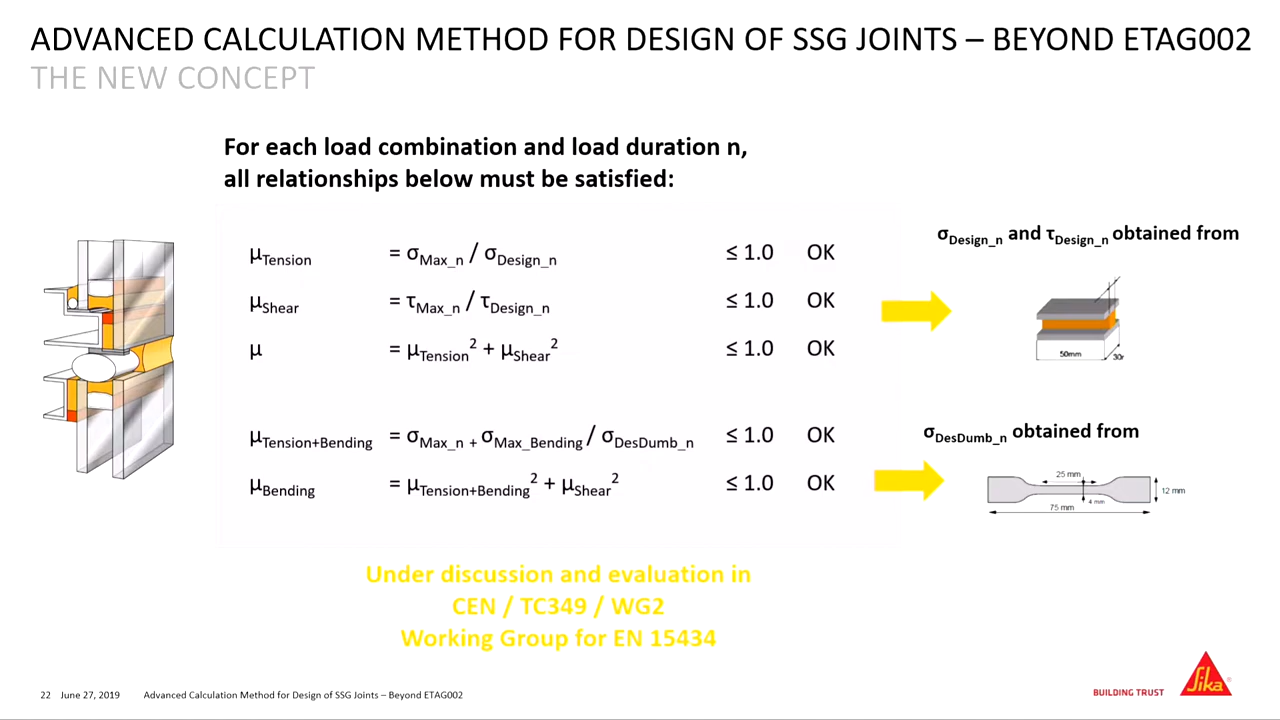 ADVANCED CALCULATION METHOD FOR DESIGN OF SSG JOINTS – BEYOND ETAG002
THE NEW CONCEPT
For each load combination and load duration n,
all relationships below must be satisfied:
μTension = σMax_n / σDesign_n ≤ 1.0 OK
μShear = τMax_n / τDesign_n ≤ 1.0 OK
μ = μTension² + μShear² ≤ 1.0 OK
μTension+Bending = σMax_n + σMax_Bending / σDesDumb_n ≤ 1.0 OK
μBending = μTension+Bending² + μShear² ≤ 1.0 OK
σDesign_n and τDesign_n obtained from
50mm
30r
σDesDumb_n obtained from
25 mm
12 mm
4 mm
75 mm
Under discussion and evaluation in
CEN / TC349 / WG2
Working Group for EN 15434
22 June 27, 2019 Advanced Calculation Method for Design of SSG Joints – Beyond ETAG002
BUILDING TRUST
Sika®